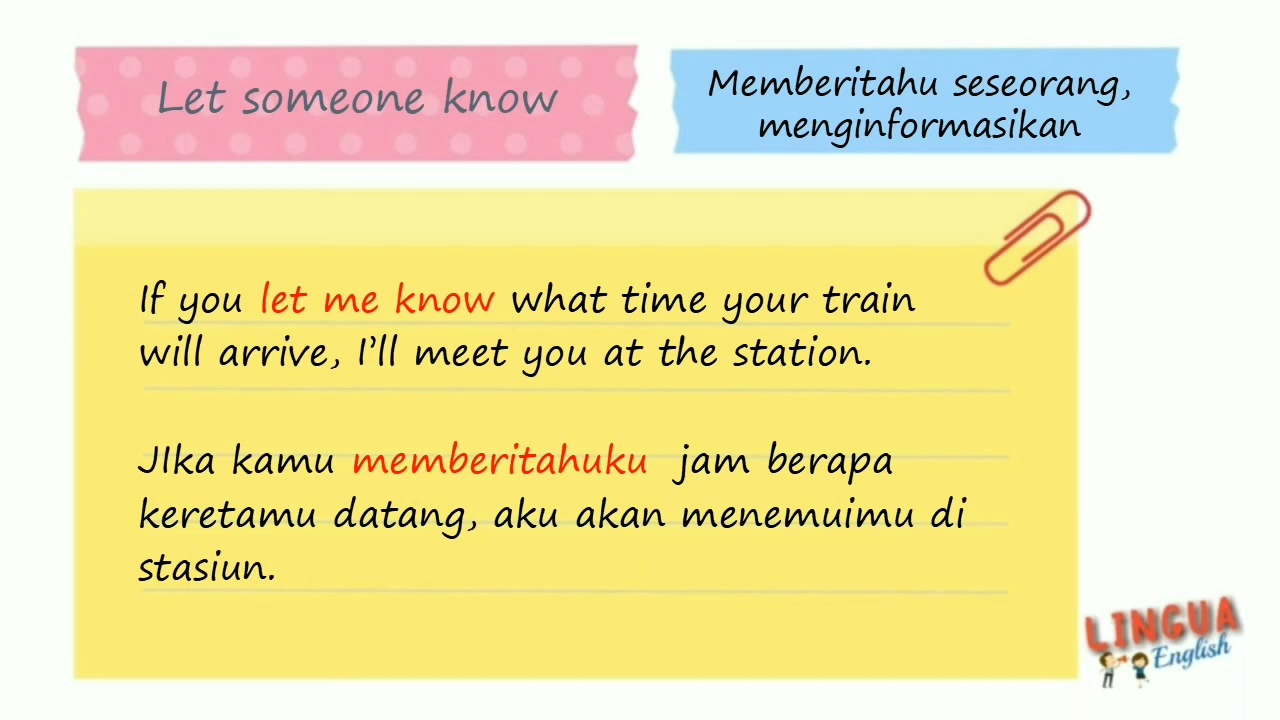 Let someone know
Memberitahu seseorang,
menginformasikan
If you let me know what time your train
will arrive, I’ll meet you at the station.
JIka kamu memberitahuku jam berapa
keretamu datang, aku akan menemuimu di
stasiun.
LINGUA
English